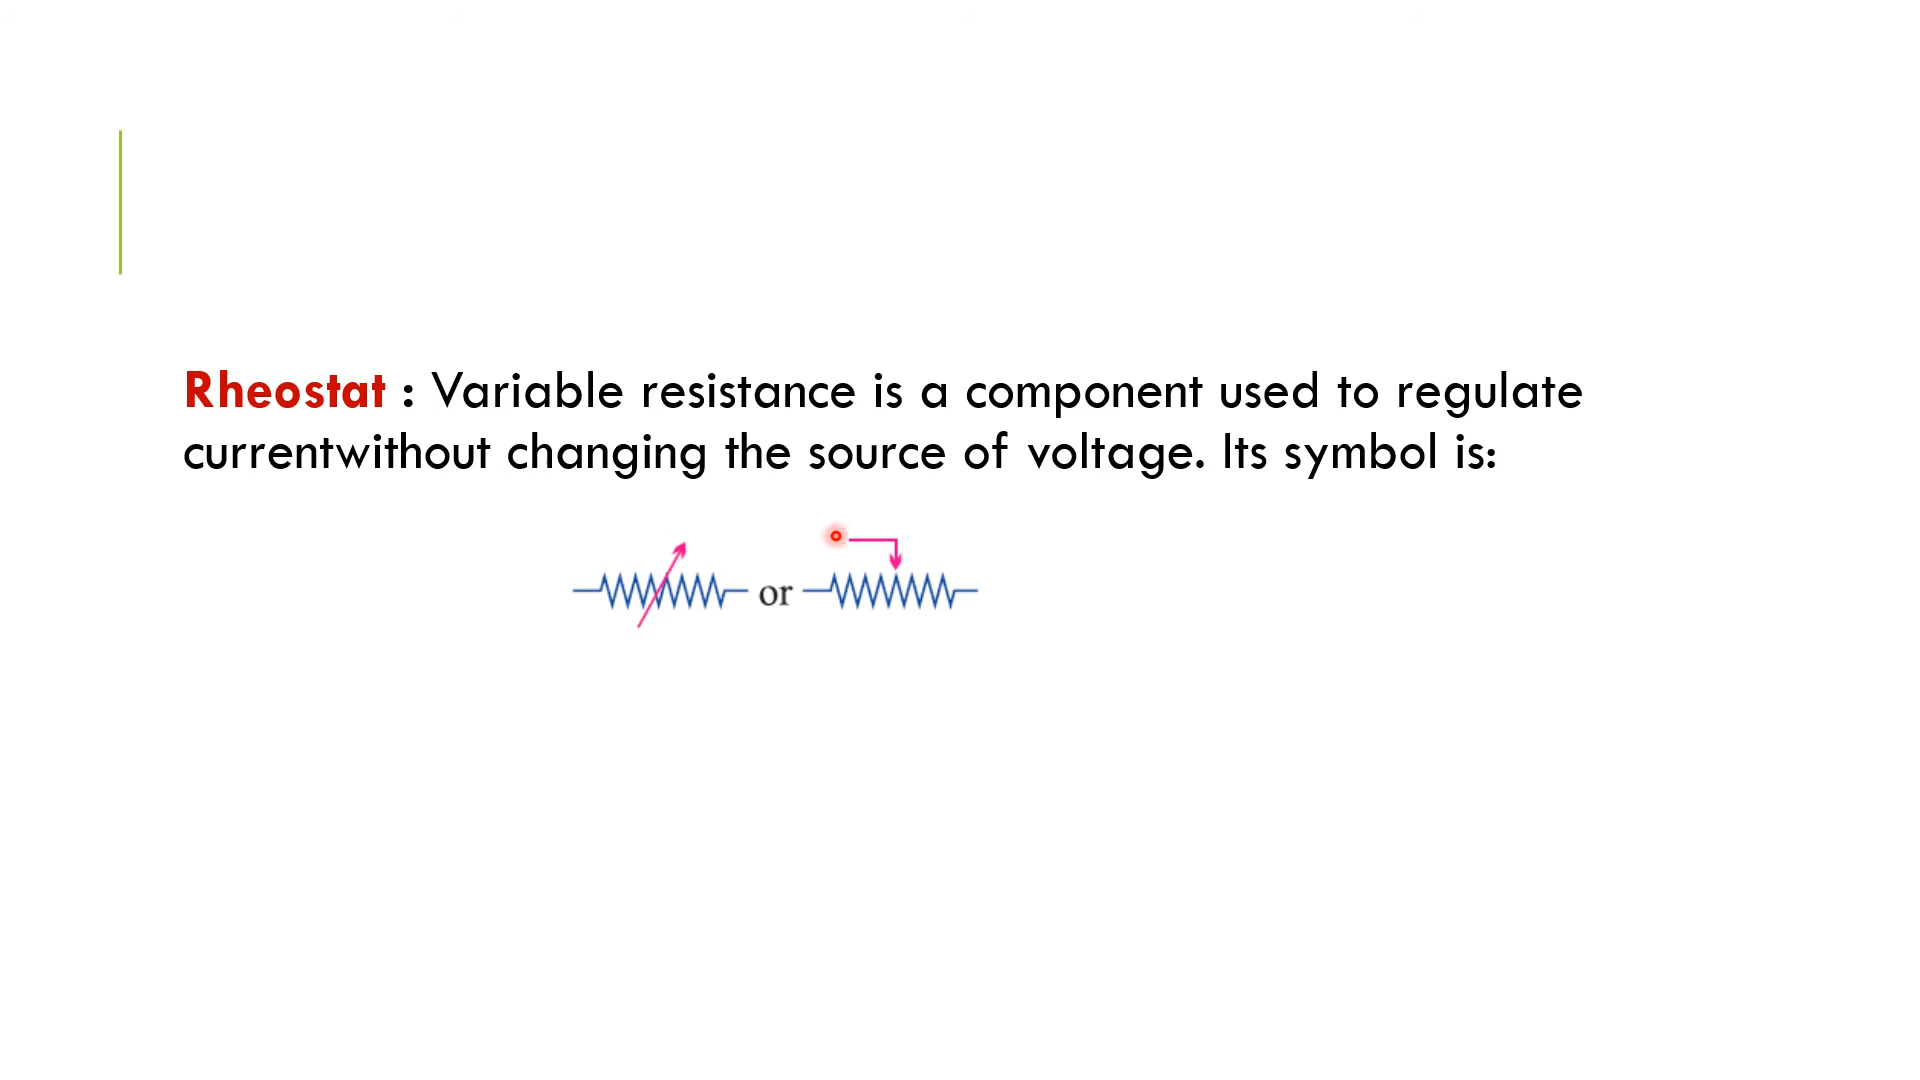 Rheostat : Variable resistance is a component used to regulate
currentwithout changing the source of voltage. Its symbol is:
or